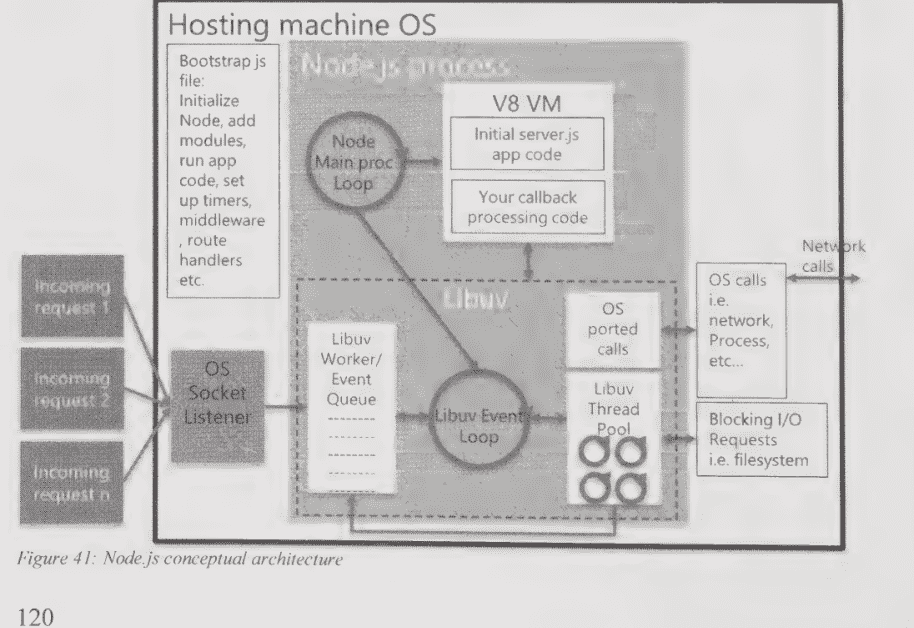 Hosting machine OS
Bootstrap js
file:
Initialize
Node, add
modules,
run app
code, set
up timers,
middleware
, route
handlers
etc.
Node.js process
V8 VM
Initial server.js
app code
Your callback
processing code
Node
Main proc
Loop
Network
calls
Incoming
request 1
Incoming
request 2
Incoming
request n
OS
Socket
Listener
Libuv
Libuv
Worker/
Event
Queue
Libuv Event
Loop
OS
ported
calls
Libuv
Thread
Pool
OS calls
i.e.
network,
Process,
etc...
Blocking I/O
Requests
i.e. filesystem
Figure 41: Node.js conceptual architecture
120